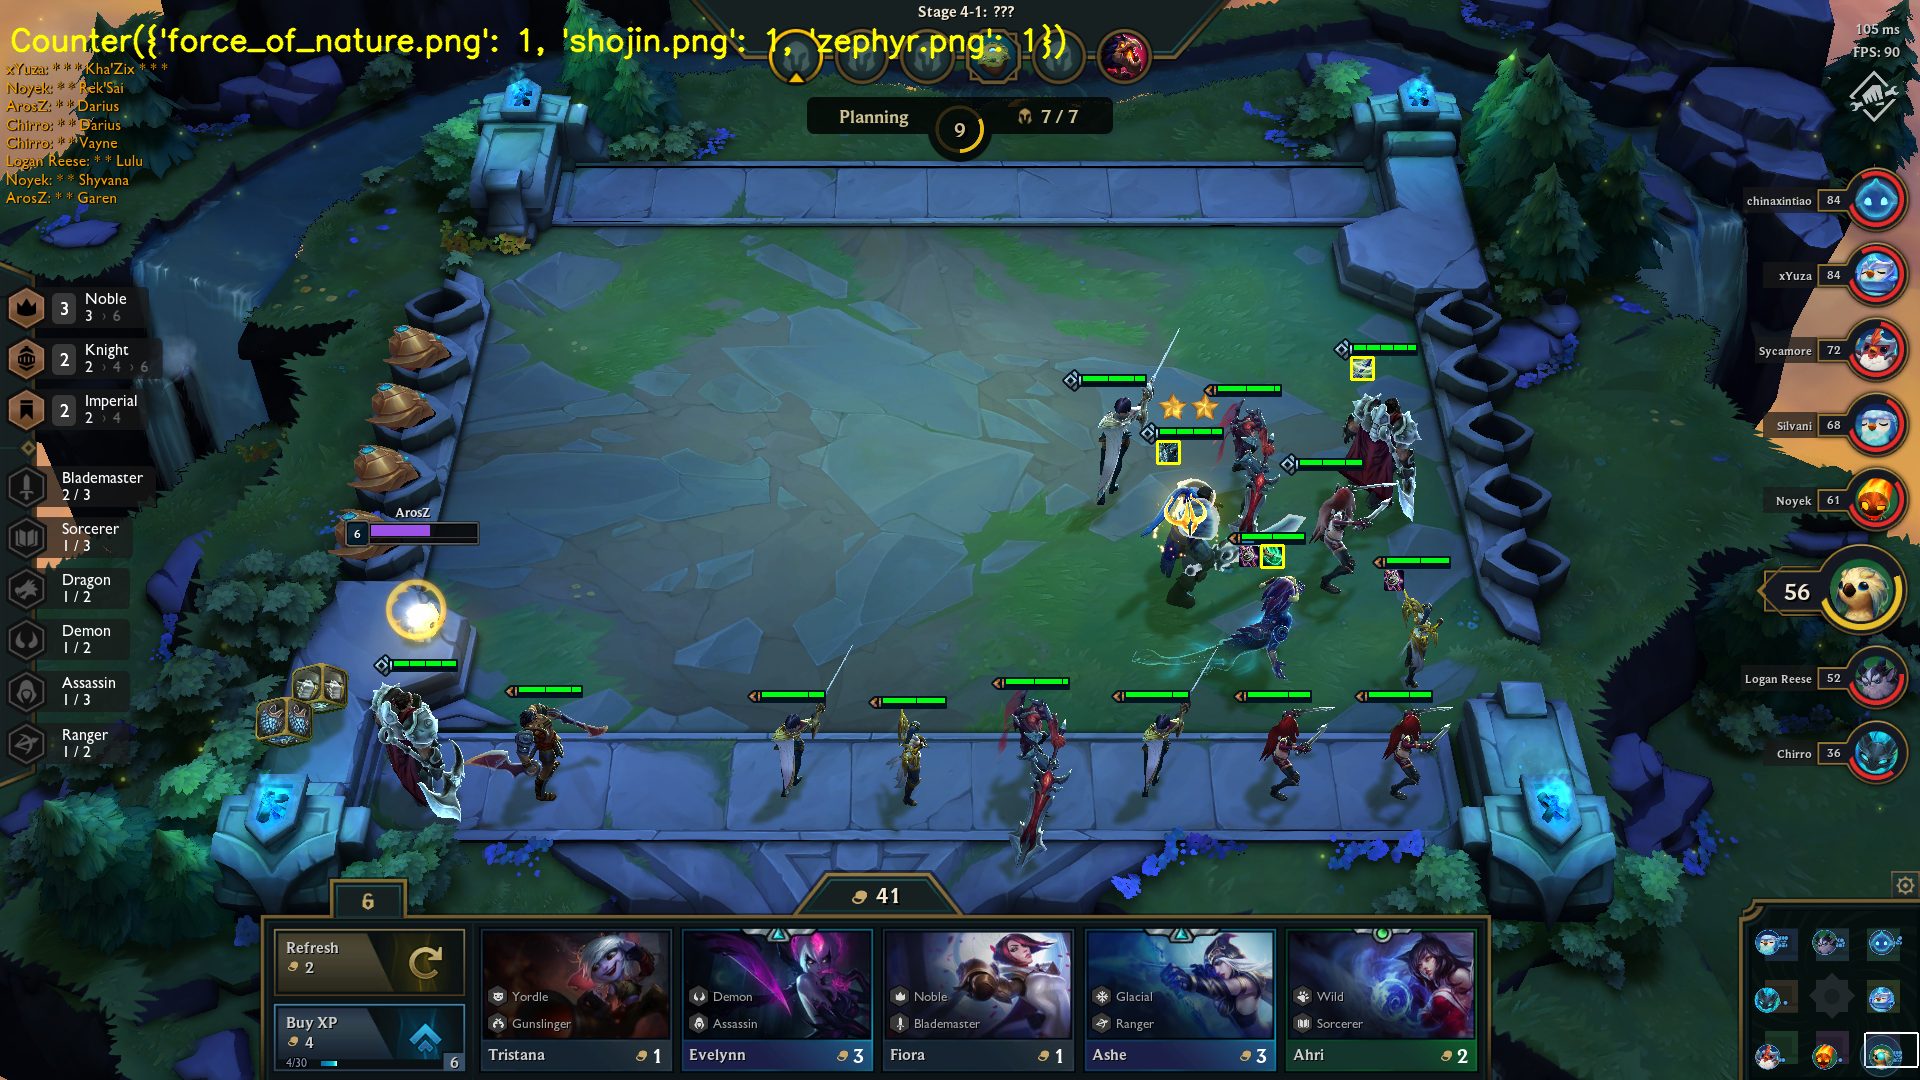 Stage 4-1: ???
Counter({'force_of_nature.png': 1, 'shojin.png': 1, 'zephyr.png': 1})
105 ms
FPS: 90
xYuza: * * * Kha'Zix * * *
Noyek: * * Rek'Sai
ArosZ: * * Darius
Chirro: * * Darius
Chirro: * * Vayne
Logan Reese: * * Lulu
Noyek: * * Shyvana
ArosZ: * * Garen
Planning
9
7 / 7
chinaxintiao 84
xYuza 84
Sycamore 72
Silvani 68
Noyek 61
56
Logan Reese 52
Chirro 36
3 Noble
3 › 6
2 Knight
2 › 4 › 6
2 Imperial
2 › 4
Blademaster
2 / 3
Sorcerer
1 / 3
Dragon
1 / 2
Demon
1 / 2
Assassin
1 / 3
Ranger
1 / 2
ArosZ
6
6
41
Refresh
2
Buy XP
4
4/30
6
Yordle
Gunslinger
Tristana 1
Demon
Assassin
Evelynn 3
Noble
Blademaster
Fiora 1
Glacial
Ranger
Ashe 3
Wild
Sorcerer
Ahri 2